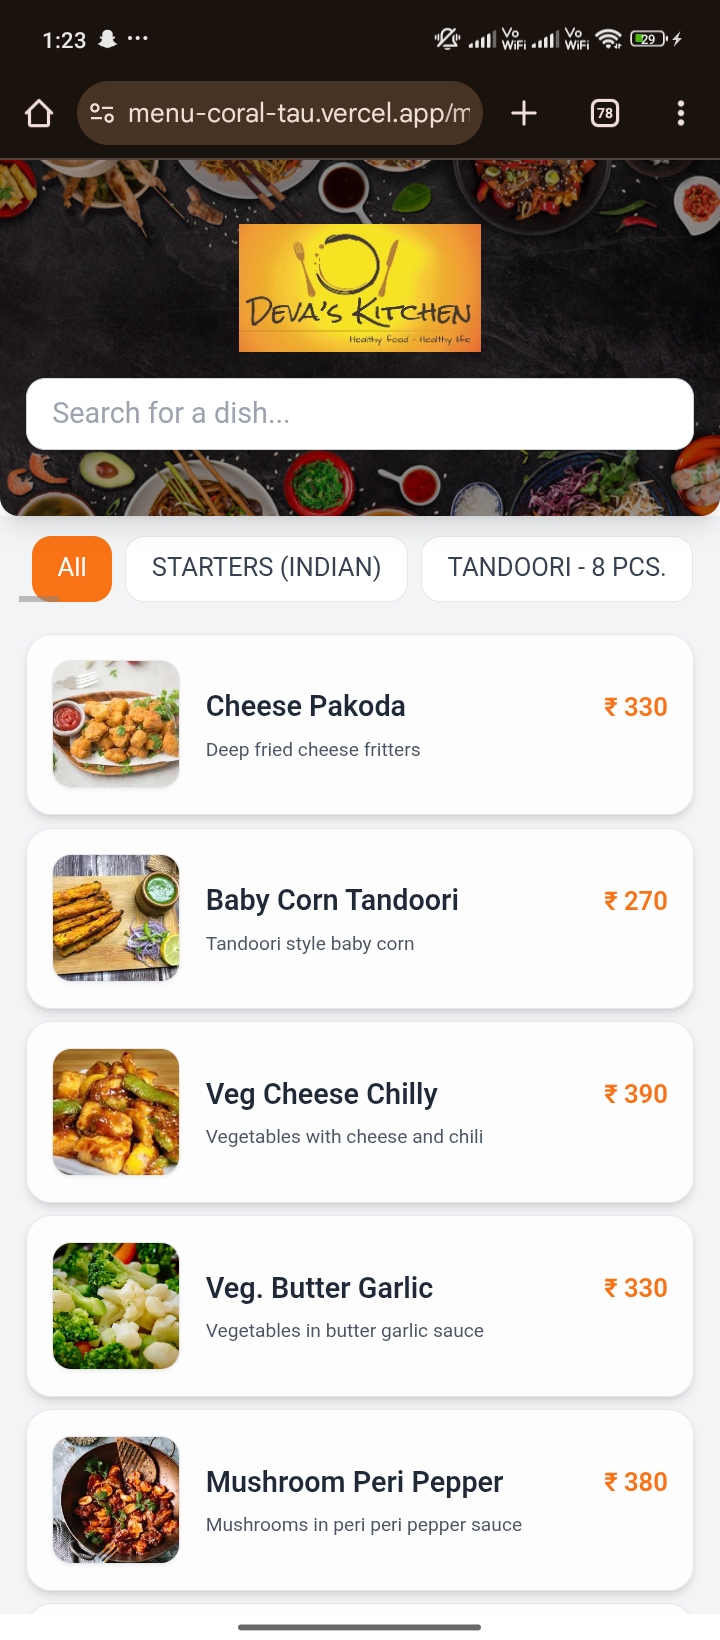 1:23
Vo WiFi
Vo WiFi
29
menu-coral-tau.vercel.app/m
78
DEVA'S KITCHEN
Healthy food - Healthy life
Search for a dish...
All
STARTERS (INDIAN)
TANDOORI - 8 PCS.
Cheese Pakoda
₹ 330
Deep fried cheese fritters
Baby Corn Tandoori
₹ 270
Tandoori style baby corn
Veg Cheese Chilly
₹ 390
Vegetables with cheese and chili
Veg. Butter Garlic
₹ 330
Vegetables in butter garlic sauce
Mushroom Peri Pepper
₹ 380
Mushrooms in peri peri pepper sauce